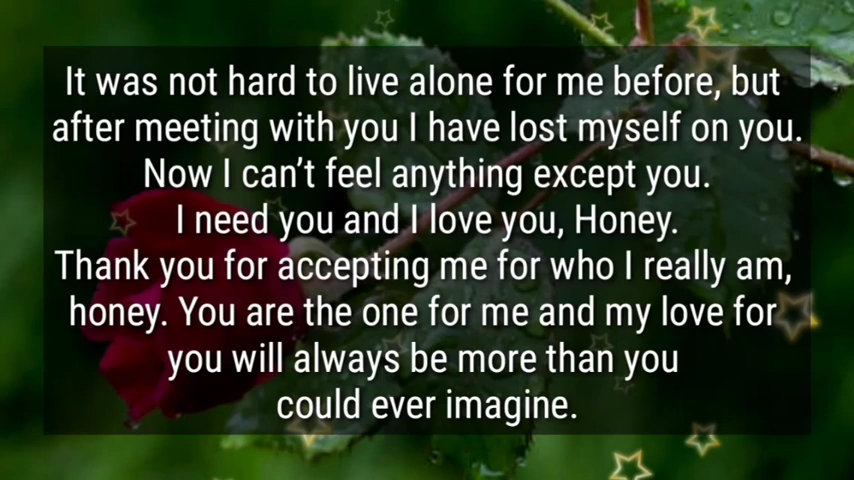 It was not hard to live alone for me before, but
after meeting with you I have lost myself on you.
Now I can’t feel anything except you.
I need you and I love you, Honey.
Thank you for accepting me for who I really am,
honey. You are the one for me and my love for
you will always be more than you
could ever imagine.